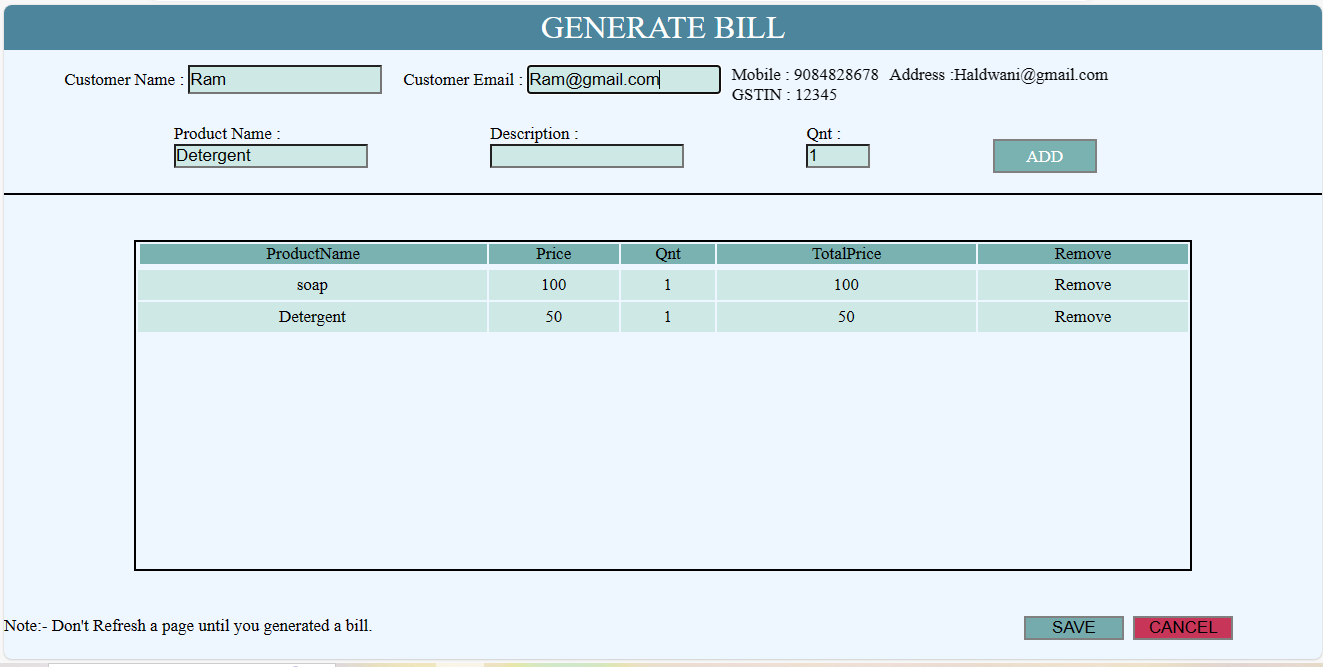 GENERATE BILL
Customer Name : Ram Customer Email : Ram@gmail.com Mobile : 9084828678 Address :Haldwani@gmail.com
GSTIN : 12345
Product Name : Description : Qnt :
Detergent 1 ADD
ProductName Price Qnt TotalPrice Remove
soap 100 1 100 Remove
Detergent 50 1 50 Remove
Note:- Don't Refresh a page until you generated a bill. SAVE CANCEL